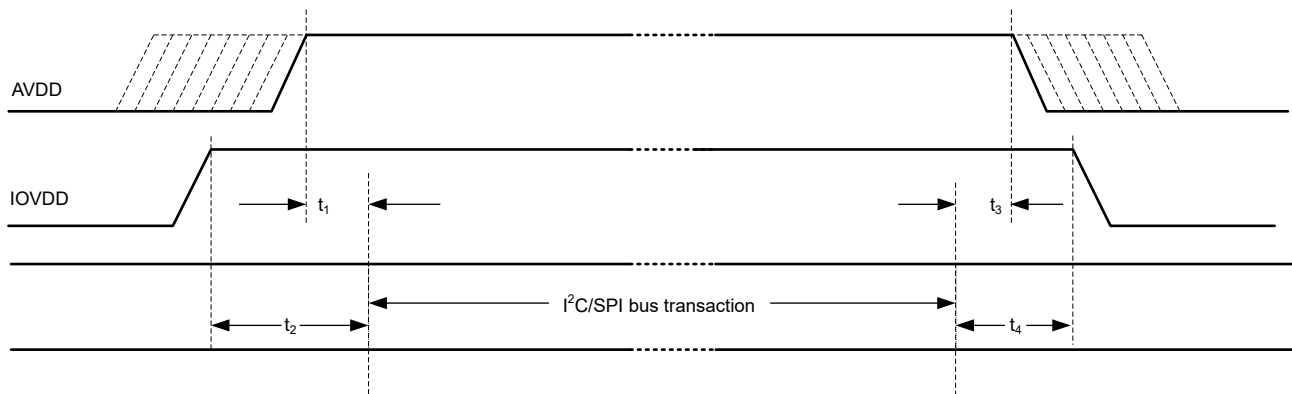 AVDD
IOVDD
t₁ t₃
I²C/SPI bus transaction
t₂ t₄